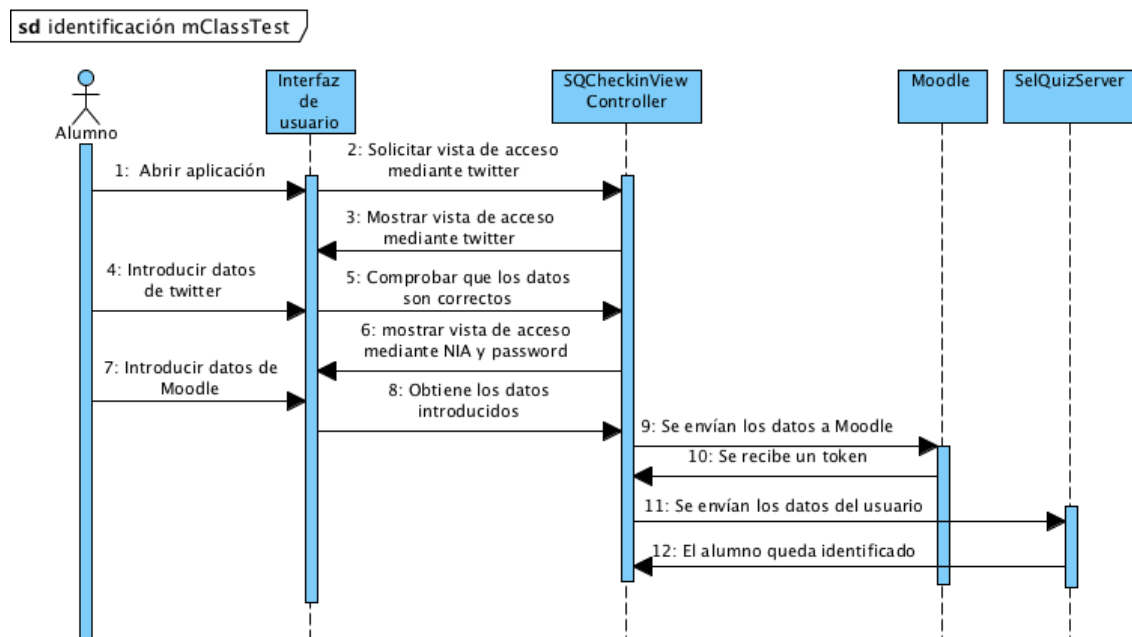 sd identificación mClassTest
Alumno
Interfaz
de
usuario
SQCheckinView
Controller
Moodle
SelQuizServer
1:  Abrir aplicación
2: Solicitar vista de acceso
mediante twitter
3: Mostrar vista de acceso
mediante twitter
4: Introducir datos
de twitter
5: Comprobar que los datos
son correctos
6: mostrar vista de acceso
mediante NIA y password
7: Introducir datos de
Moodle
8: Obtiene los datos
introducidos
9: Se envían los datos a Moodle
10: Se recibe un token
11: Se envían los datos del usuario
12: El alumno queda identificado